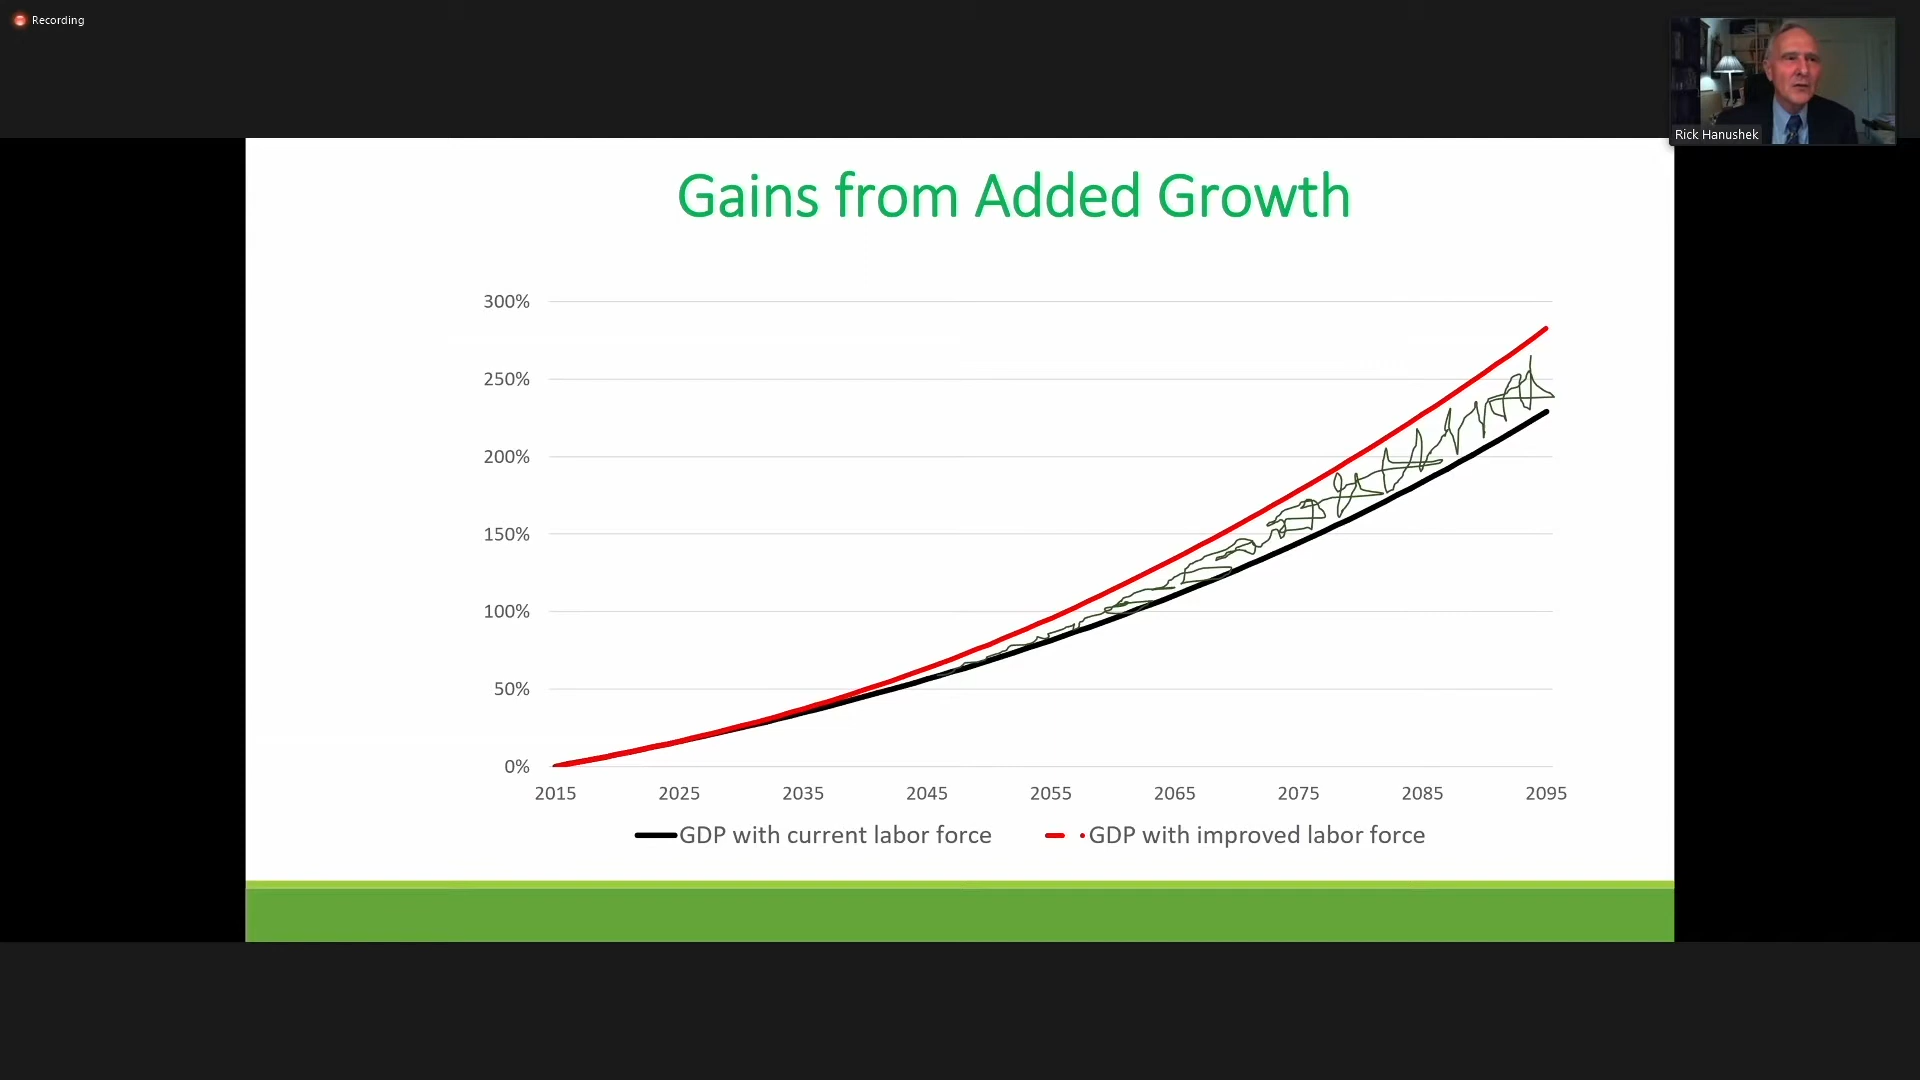 Recording
Rick Hanushek
Gains from Added Growth
300%
250%
200%
150%
100%
50%
0%
2015 2025 2035 2045 2055 2065 2075 2085 2095
GDP with current labor force GDP with improved labor force